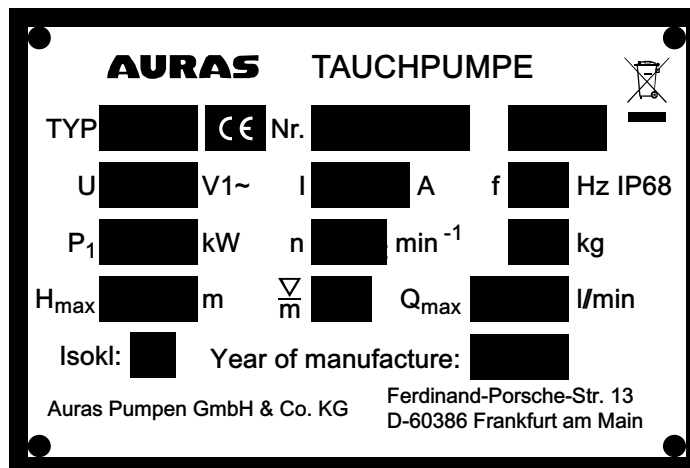 AURAS TAUCHPUMPE
TYP CE Nr.
U V1~ I A f Hz IP68
P1 kW n min -1 kg
Hmax m ▽/m Qmax l/min
Isokl: Year of manufacture:
Auras Pumpen GmbH & Co. KG
Ferdinand-Porsche-Str. 13
D-60386 Frankfurt am Main